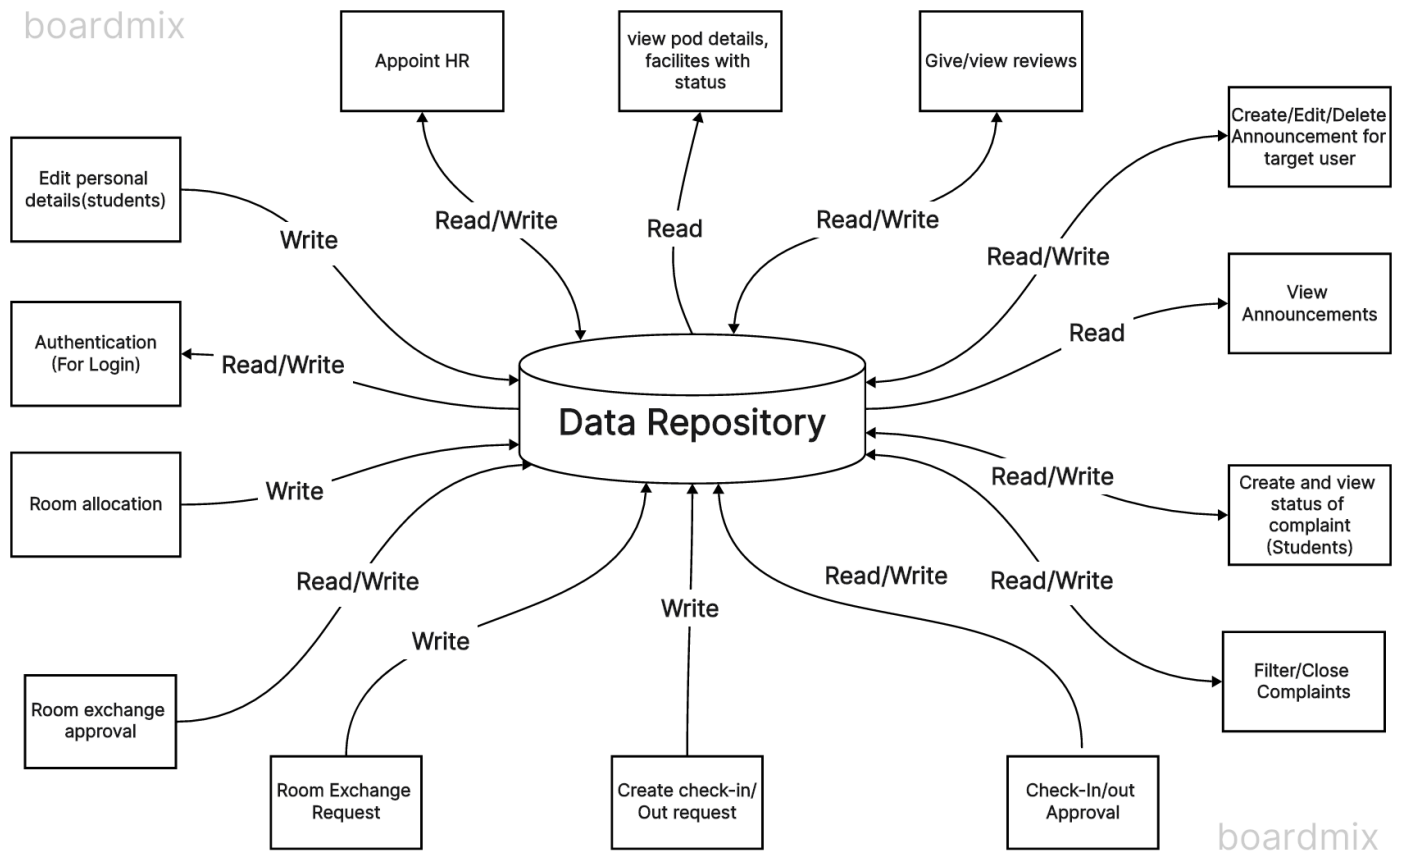 boardmix
Appoint HR
view pod details,
facilites with
status
Give/view reviews
Create/Edit/Delete
Announcement for
target user
Edit personal
details(students)
Write
Read/Write
Read
Read/Write
Read/Write
View
Announcements
Authentication
(For Login)
Read/Write
Read
Data Repository
Room allocation
Write
Read/Write
Create and view
status of
complaint
(Students)
Read/Write
Write
Write
Read/Write
Read/Write
Filter/Close
Complaints
Room exchange
approval
Room Exchange
Request
Create check-in/
Out request
Check-In/out
Approval
boardmix